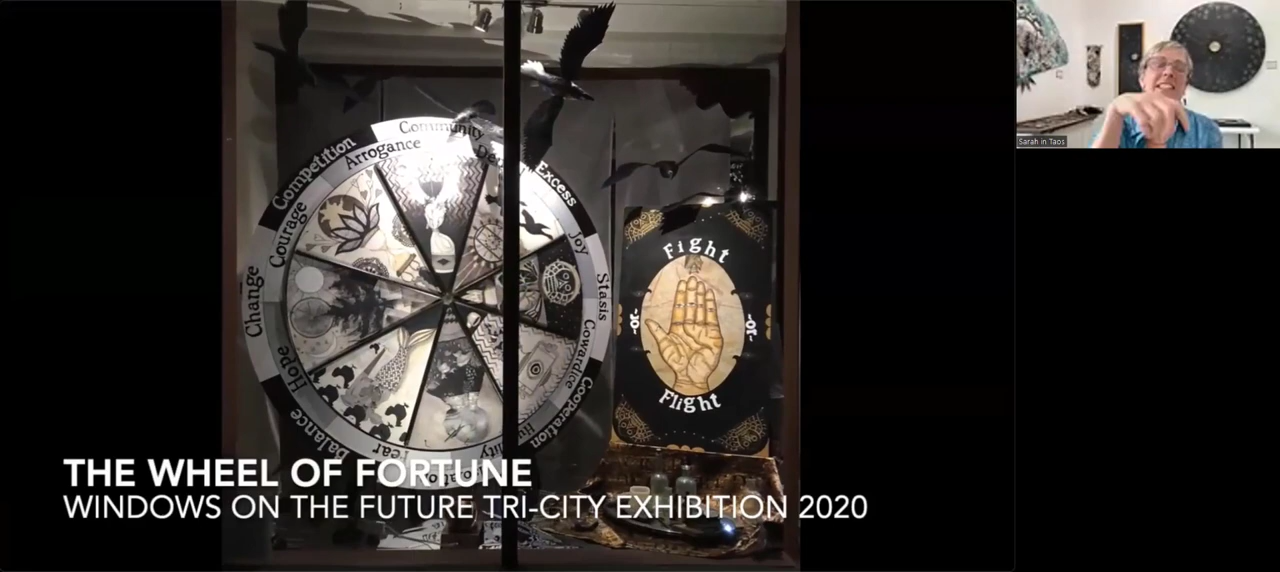 Community
Competition
Arrogance
Excess
Courage
Joy
Change
Stasis
Hope
Cowardice
Cooperation
Balance
Fear
Fight
-or-
-or-
Flight
THE WHEEL OF FORTUNE
WINDOWS ON THE FUTURE TRI-CITY EXHIBITION 2020
Sarah in Taos